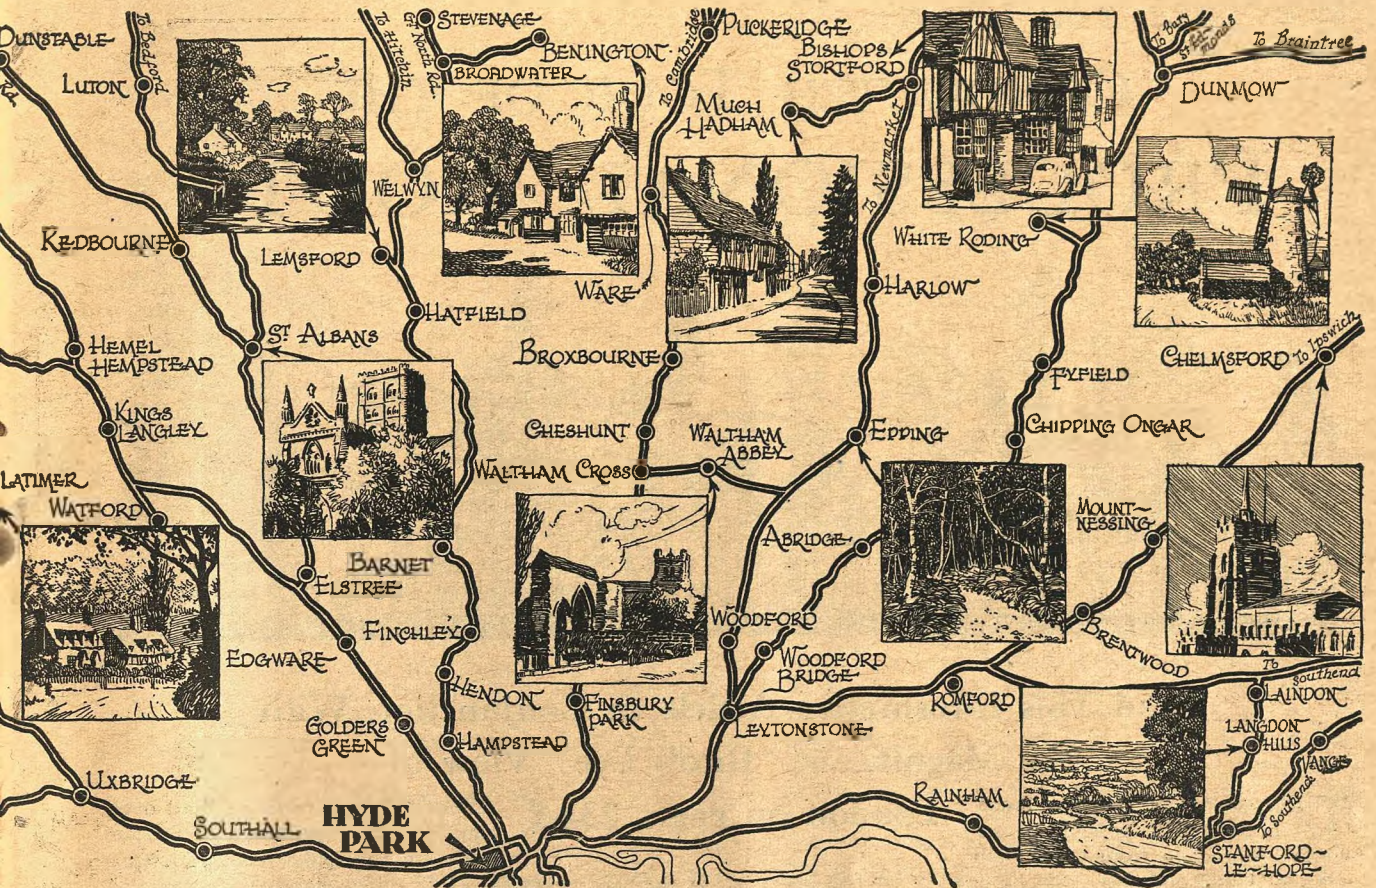 DUNSTABLE
Rd.
To Bedford
LUTON
To Hitchin
Gt. North Rd.
STEVENAGE
BENINGTON
BROADWATER
To Cambridge
PUCKERIDGE
BISHOPS
STORTFORD
MUCH
HADHAM
To Newmarket
To Bury
St. Ed-
monds
To Braintree
DUNMOW
WELWYN
KEDBOURNE
LEMSFORD
WARE
WHITE RODING
HATFIELD
HARLOW
ST. ALBANS
HEMEL
HEMPSTEAD
BROXBOURNE
FYFIELD
CHELMSFORD
To Ipswich
KINGS
LANGLEY
CHESHUNT
WALTHAM
ABBEY
EPPING
CHIPPING ONGAR
LATIMER
WATFORD
WALTHAM CROSS
MOUNT-
NESSING
BARNET
ABRIDGE
ELSTREE
FINCHLEY
WOODFORD
BRENTWOOD
EDGWARE
WOODFORD
BRIDGE
HENDON
FINSBURY
PARK
ROMFORD
To Southend
LAINDON
GOLDERS
GREEN
HAMPSTEAD
LEYTONSTONE
LANGDON
HILLS
VANGE
UXBRIDGE
RAINHAM
To Southend
SOUTHALL
HYDE
PARK
STANFORD-
LE-HOPE